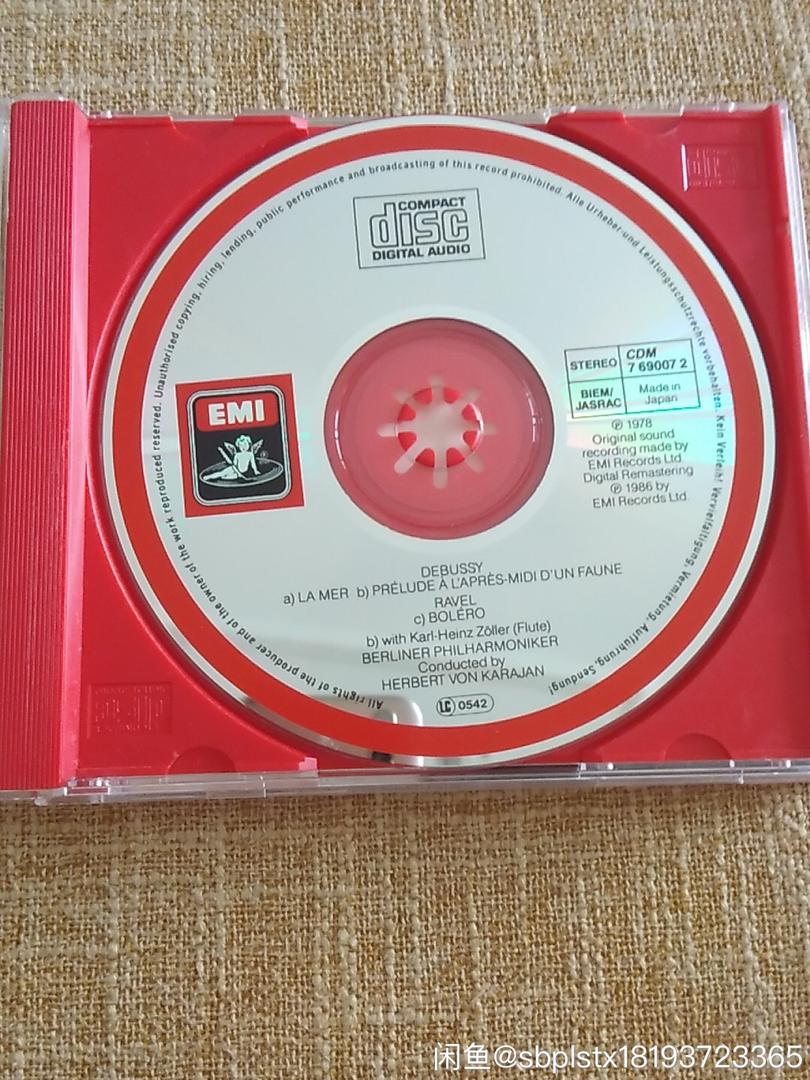 COMPACT
disc
DIGITAL AUDIO
All rights of the producer and of the owner of the work reproduced reserved. Unauthorised copying, hiring, lending, public performance and broadcasting of this record prohibited. Alle Urheber-und Leistungsschutzrechte vorbehalten. Kein Verleih! Vervielfältigung, Vermietung, Aufführung, Sendung!
EMI
STEREO
CDM
7 69007 2
BIEM/
JASRAC
Made in
Japan
℗ 1978
Original sound
recording made by
EMI Records Ltd.
Digital Remastering
℗ 1986 by
EMI Records Ltd.
DEBUSSY
a) LA MER b) PRÉLUDE À L'APRÈS-MIDI D'UN FAUNE
RAVEL
c) BOLÉRO
b) with Karl-Heinz Zöller (Flute)
BERLINER PHILHARMONIKER
Conducted by
HERBERT VON KARAJAN
LC 0542
闲鱼@sbplstx18193723365